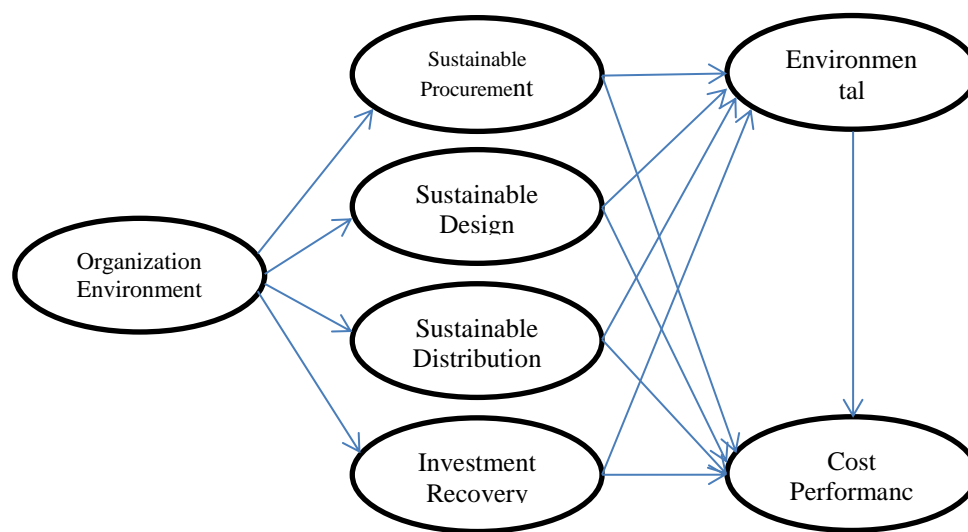 Sustainable
Procurement
Environmen
tal
Sustainable
Design
Organization
Environment
Sustainable
Distribution
Investment
Recovery
Cost
Performanc